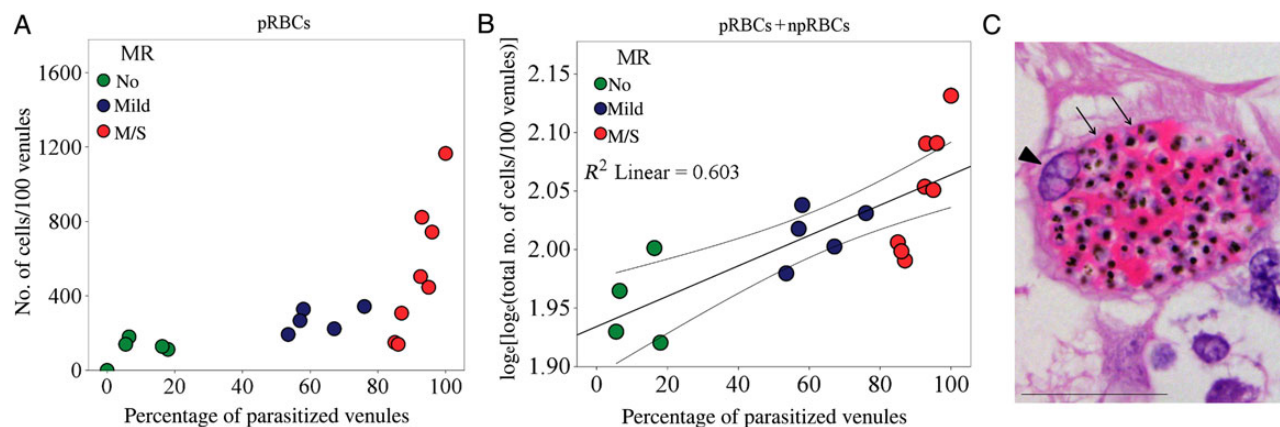 A
pRBCs
MR
No
Mild
M/S
1600
1200
800
400
0
0 20 40 60 80 100
No. of cells/100 venules
Percentage of parasitized venules
B
pRBCs+npRBCs
MR
No
Mild
M/S
R² Linear = 0.603
2.15
2.10
2.05
2.00
1.95
1.90
0 20 40 60 80 100
logₑ[logₑ(total no. of cells/100 venules)]
Percentage of parasitized venules
C